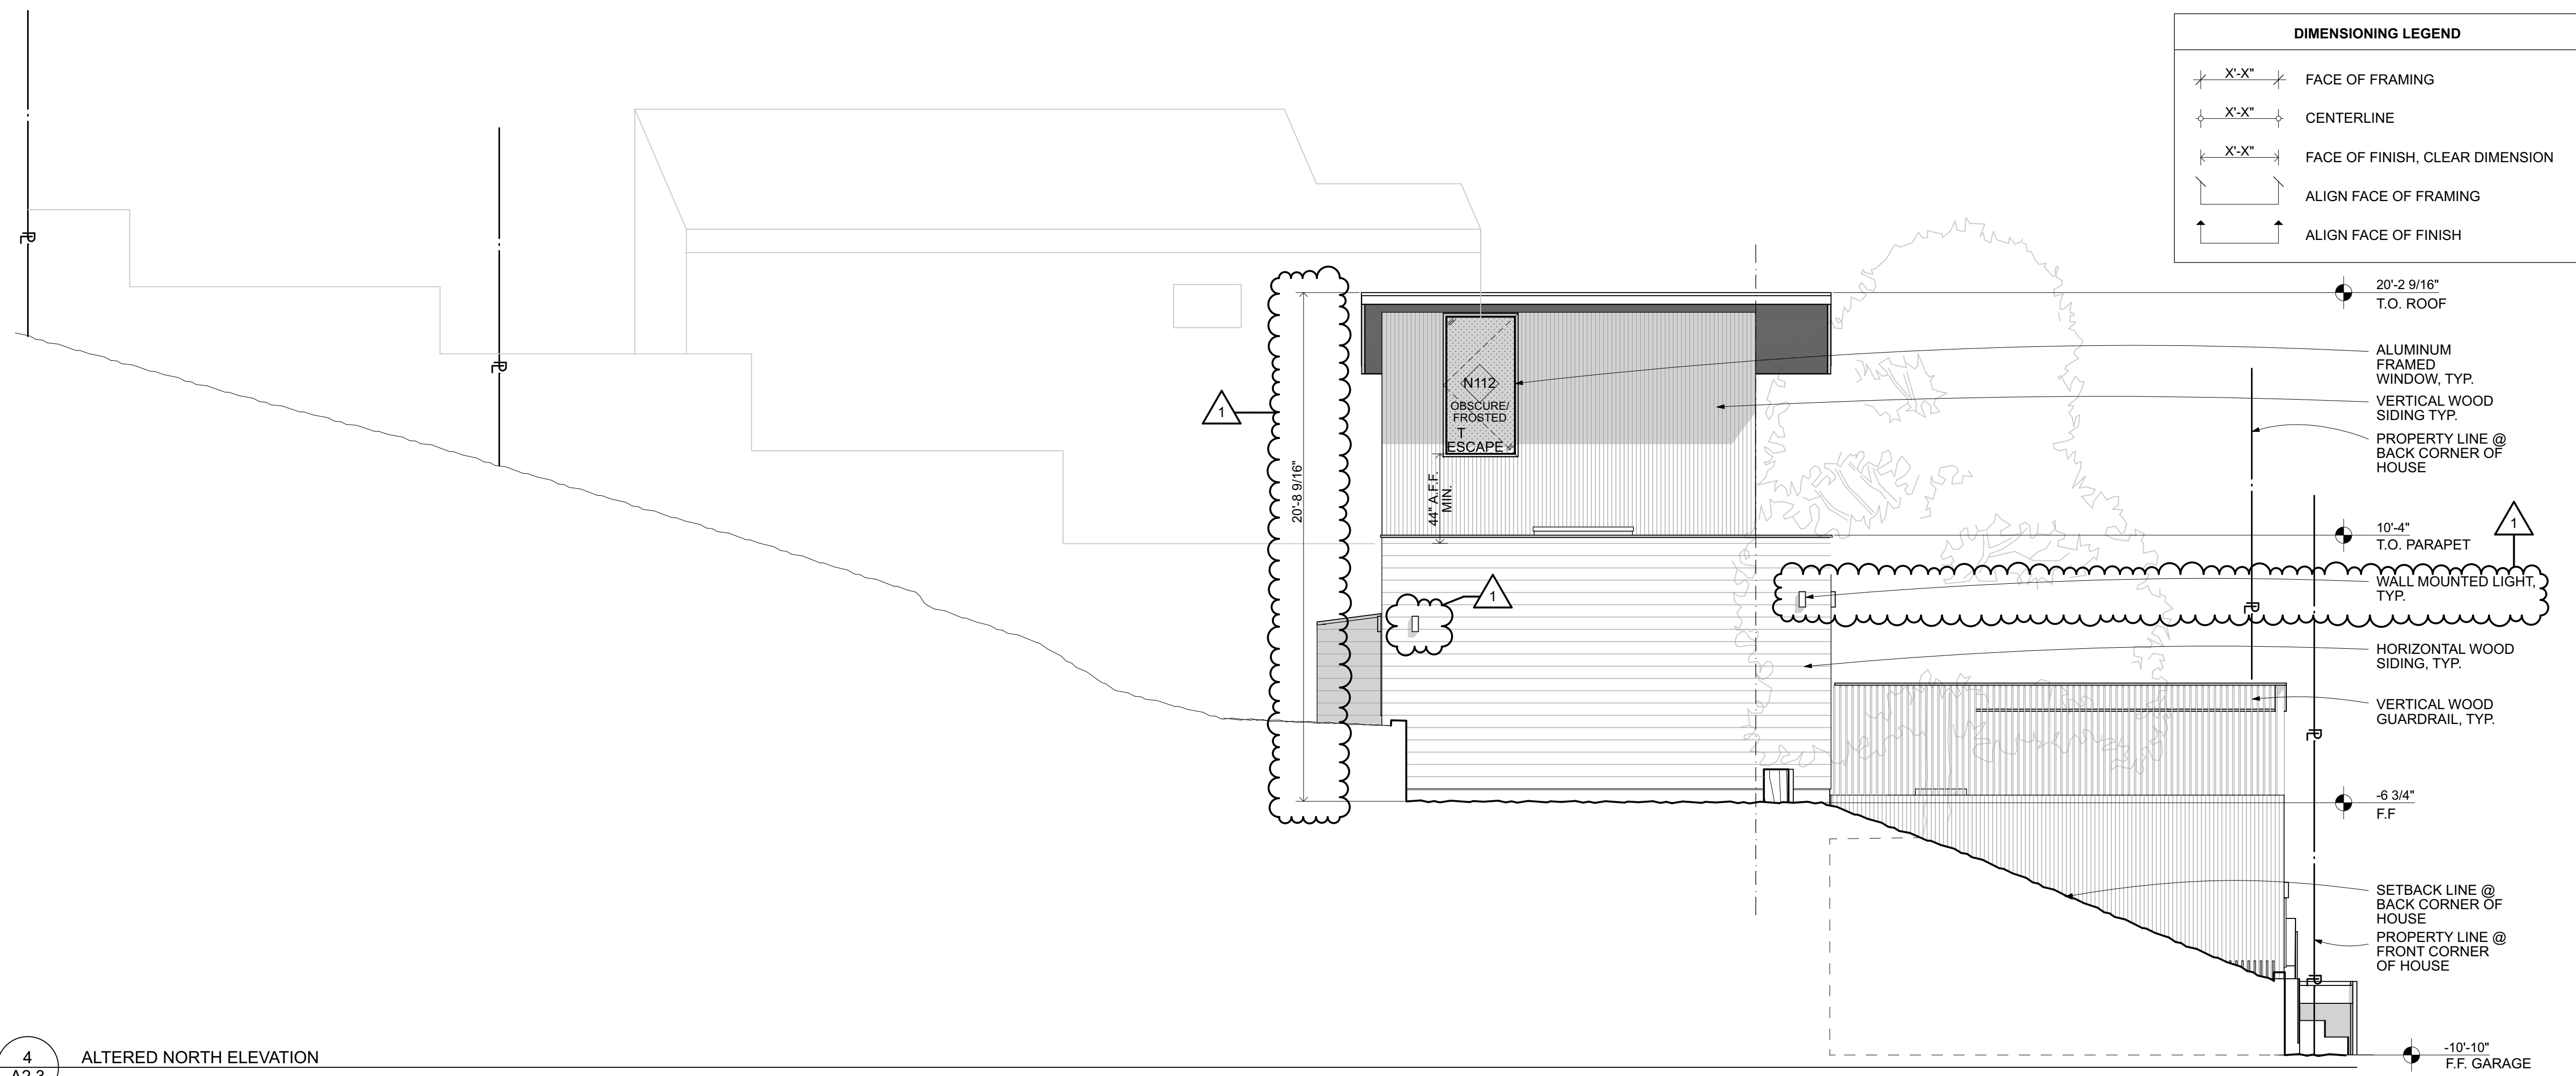 DIMENSIONING LEGEND
X'-X"
FACE OF FRAMING
X'-X"
CENTERLINE
X'-X"
FACE OF FINISH, CLEAR DIMENSION
ALIGN FACE OF FRAMING
ALIGN FACE OF FINISH
PL
PL
20'-2 9/16"
T.O. ROOF
ALUMINUM
FRAMED
WINDOW, TYP.
VERTICAL WOOD
SIDING TYP.
PROPERTY LINE @
BACK CORNER OF
HOUSE
10'-4"
T.O. PARAPET
1
WALL MOUNTED LIGHT,
TYP.
HORIZONTAL WOOD
SIDING, TYP.
VERTICAL WOOD
GUARDRAIL, TYP.
-6 3/4"
F.F
SETBACK LINE @
BACK CORNER OF
HOUSE
PROPERTY LINE @
FRONT CORNER
OF HOUSE
-10'-10"
F.F. GARAGE
1
20'-8 9/16"
N112
OBSCURE/
FROSTED
T
ESCAPE
44" A.F.F.
MIN.
1
PL
PL
PL
4
A2.3
ALTERED NORTH ELEVATION